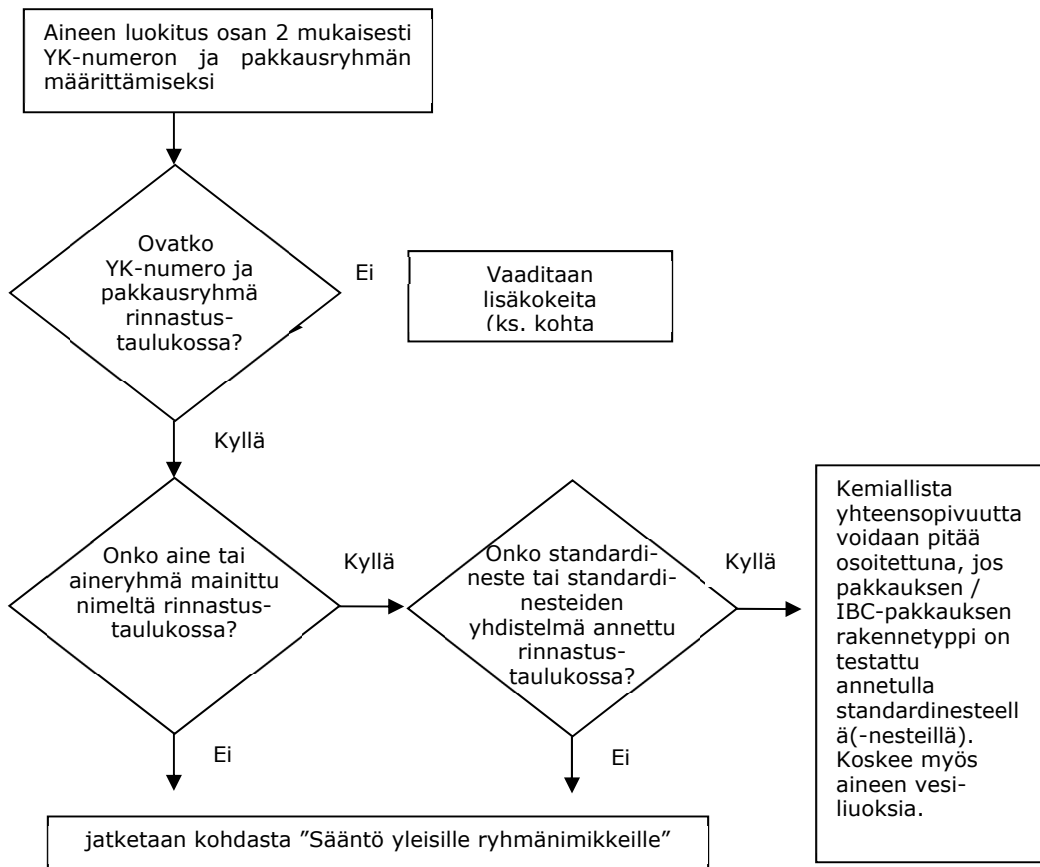 Aineen luokitus osan 2 mukaisesti
YK-numeron ja pakkausryhmän
määrittämiseksi
Ovatko
YK-numero ja
pakkausryhmä
rinnastus-
taulukossa?
Ei
Vaaditaan
lisäkokeita
(ks. kohta
Kyllä
Onko aine tai
aineryhmä mainittu
nimeltä rinnastus-
taulukossa?
Kyllä
Onko standardi-
neste tai standardi-
nesteiden
yhdistelmä annettu
rinnastus-
taulukossa?
Kyllä
Kemiallista
yhteensopivuutta
voidaan pitää
osoitettuna, jos
pakkauksen /
IBC-pakkauksen
rakennetyppi on
testattu
annetulla
standardinesteell
ä(-nesteillä).
Koskee myös
aineen vesi-
liuoksia.
Ei
Ei
jatketaan kohdasta ”Sääntö yleisille ryhmänimikkeille”